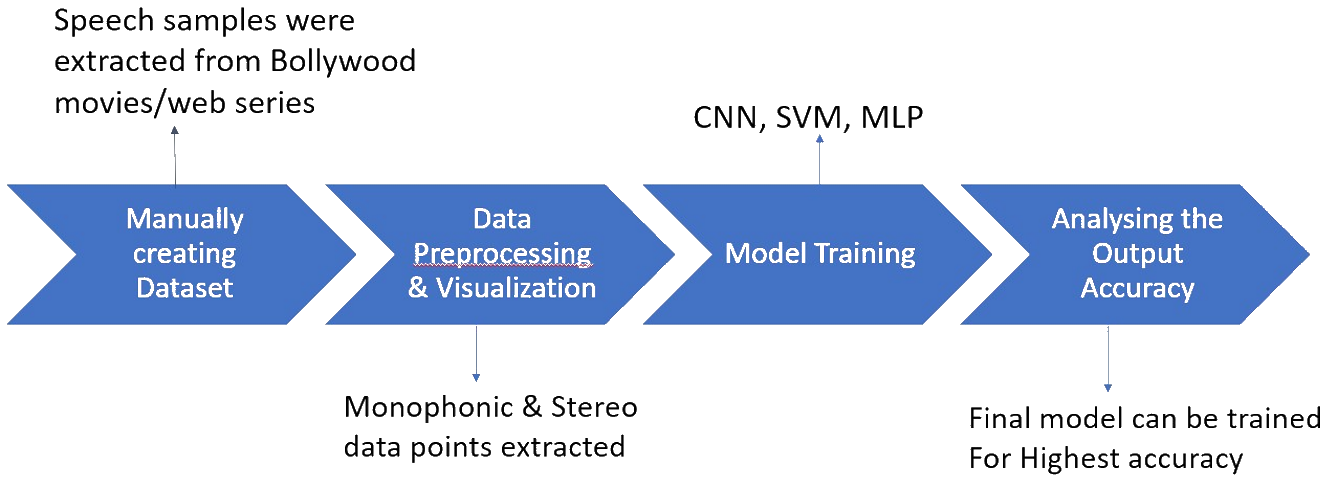 Speech samples were
extracted from Bollywood
movies/web series
CNN, SVM, MLP
Manually
creating
Dataset
Data
Preprocessing
& Visualization
Model Training
Analysing the
Output
Accuracy
Monophonic & Stereo
data points extracted
Final model can be trained
For Highest accuracy